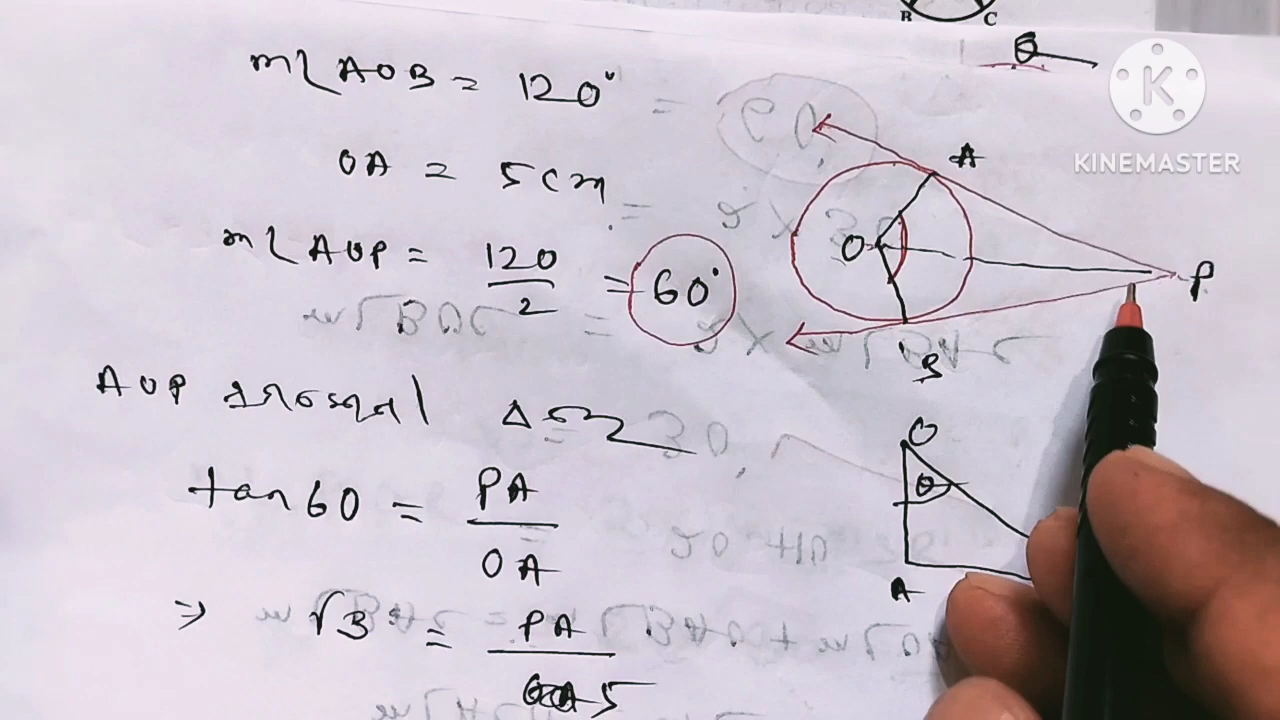 m∠AOB = 120°
OA = 5cm
m∠AOP = 120/2 = 60°
AOP
tan60 = PA/OA
⇒ √3 = PA/5
B C
θ
KINEMASTER
A
O
P
B
O
θ
A